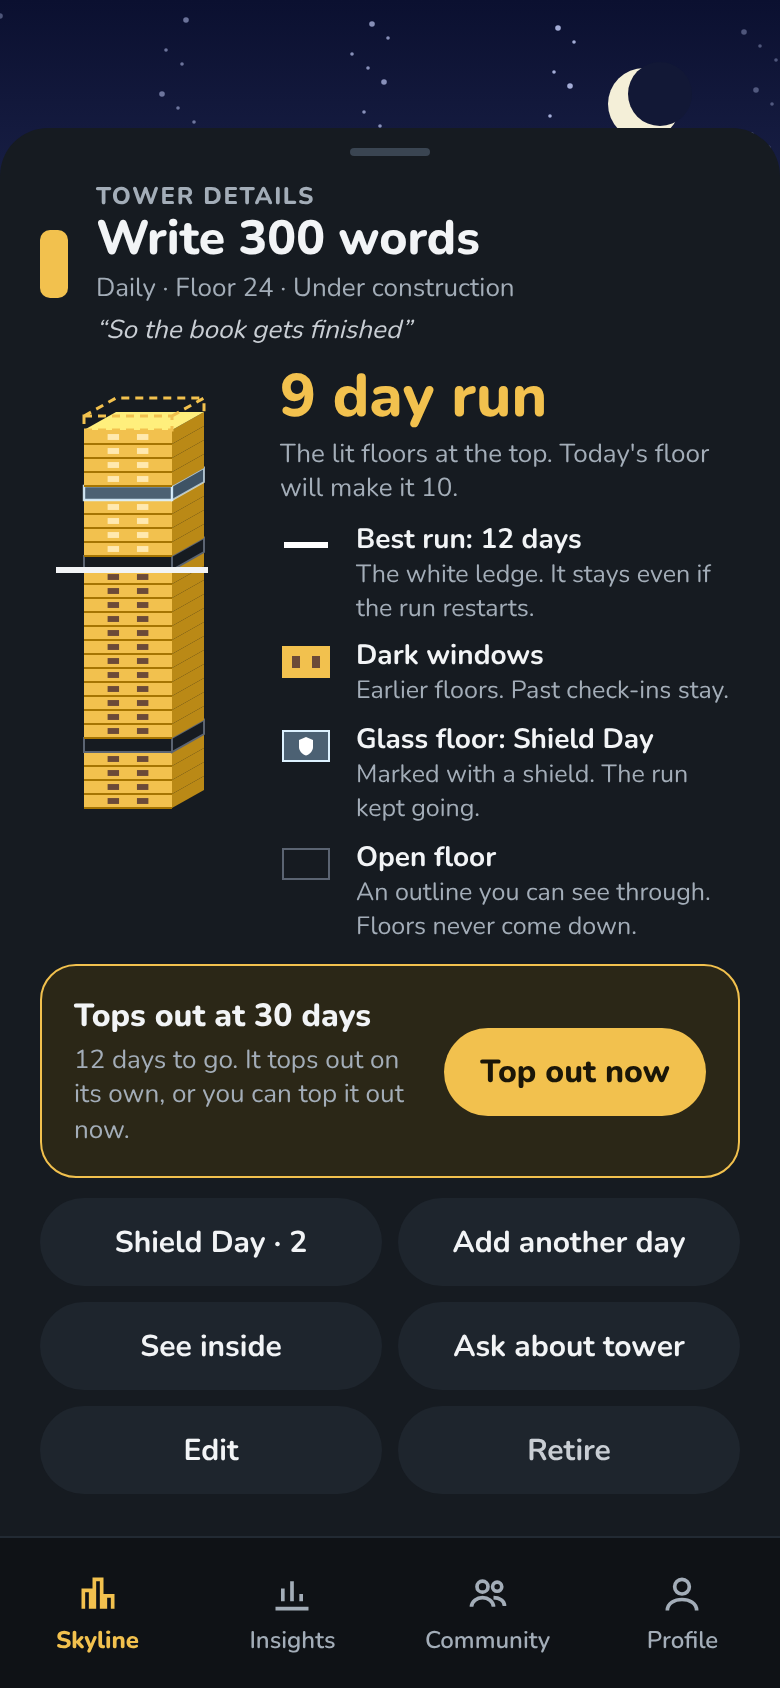 TOWER DETAILS
Write 300 words
Daily · Floor 24 · Under construction
“So the book gets finished”
9 day run
The lit floors at the top. Today's floor
will make it 10.
Best run: 12 days
The white ledge. It stays even if
the run restarts.
Dark windows
Earlier floors. Past check-ins stay.
Glass floor: Shield Day
Marked with a shield. The run
kept going.
Open floor
An outline you can see through.
Floors never come down.
Tops out at 30 days
12 days to go. It tops out on
its own, or you can top it out
now.
Top out now
Shield Day · 2
Add another day
See inside
Ask about tower
Edit
Retire
Skyline
Insights
Community
Profile